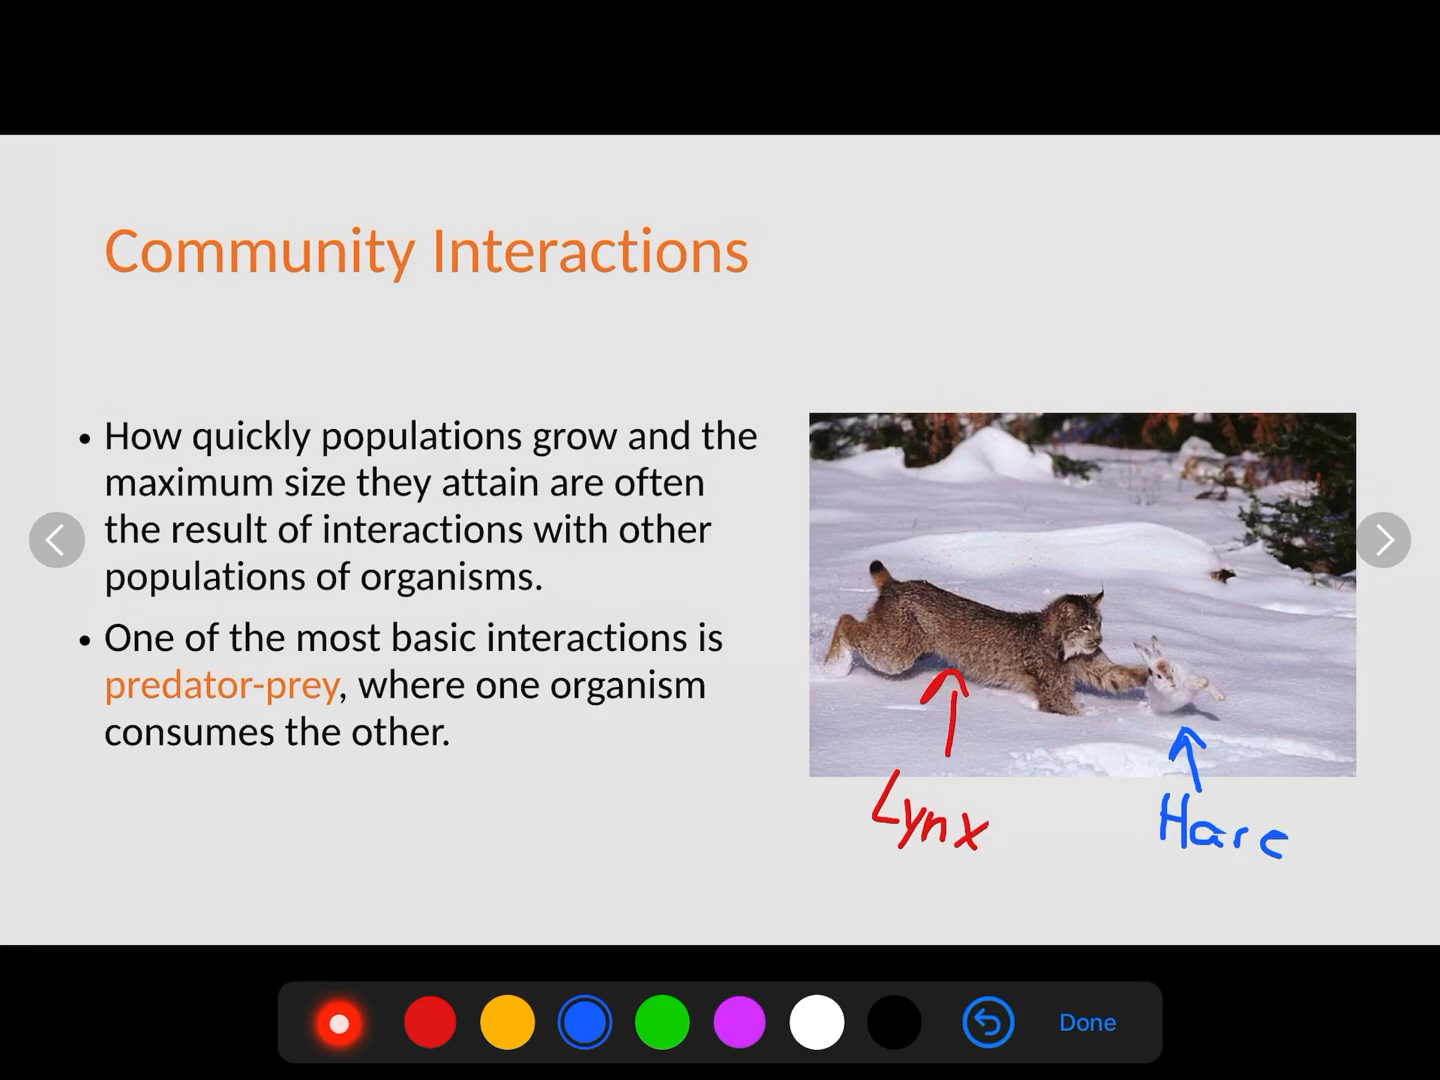 Community Interactions
• How quickly populations grow and the
maximum size they attain are often
the result of interactions with other
populations of organisms.
• One of the most basic interactions is
predator-prey, where one organism
consumes the other.
Lynx
Hare
Done